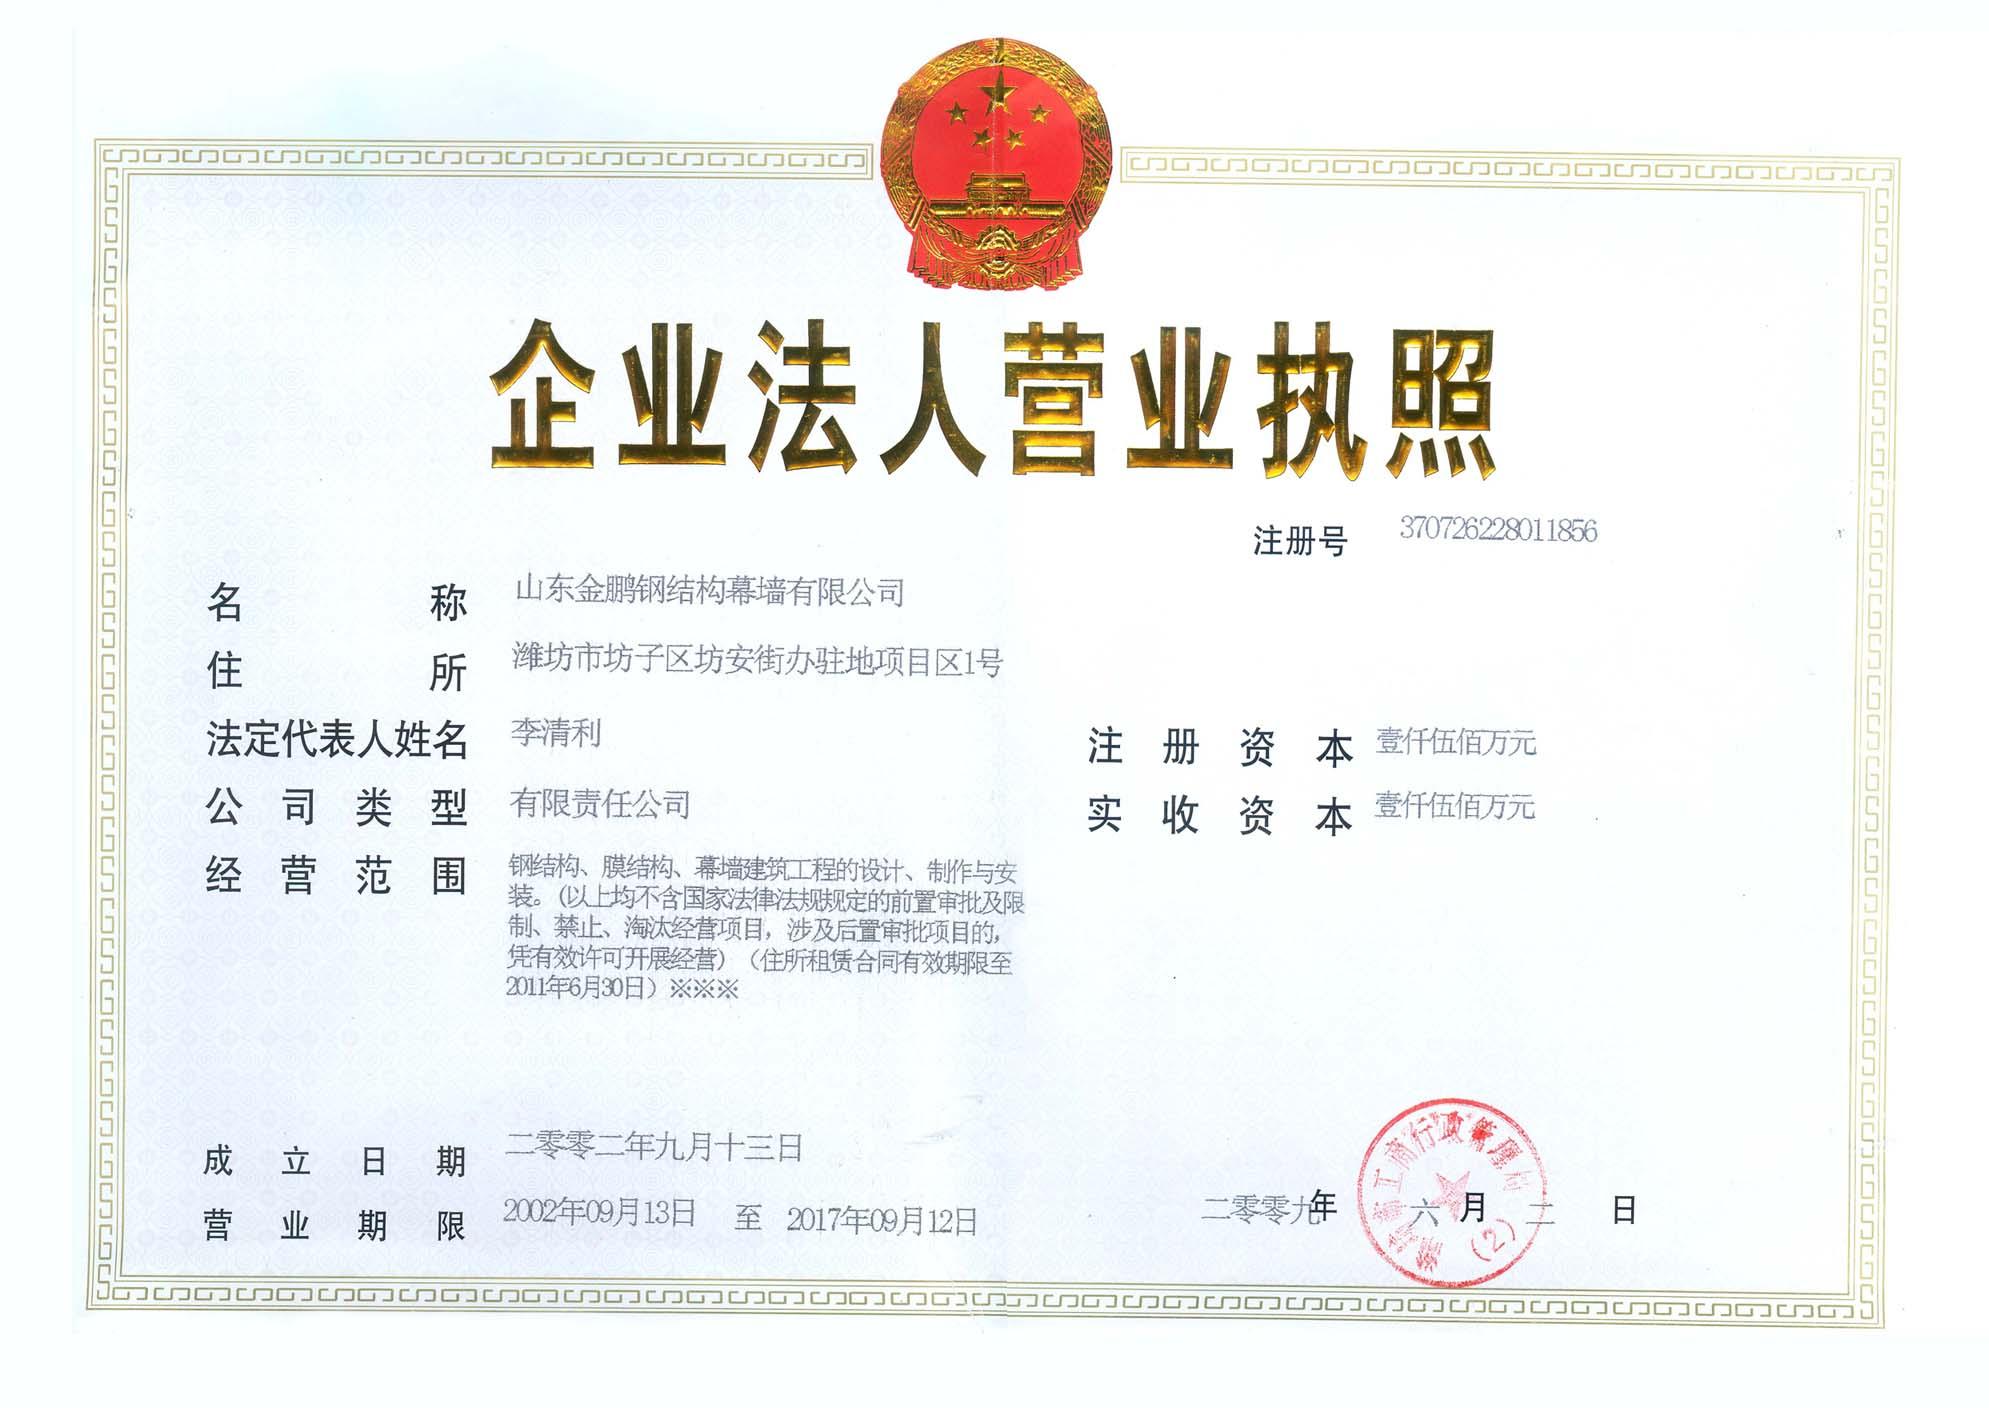 企业法人营业执照
注册号 370726228011856
名称 山东金鹏钢结构幕墙有限公司
住所 潍坊市坊子区坊安街办驻地项目区1号
法定代表人姓名 李清利
注册资本 壹仟伍佰万元
公司类型 有限责任公司
实收资本 壹仟伍佰万元
经营范围 钢结构、膜结构、幕墙建筑工程的设计、制作与安
装。(以上均不含国家法律法规规定的前置审批及限
制、禁止、淘汰经营项目，涉及后置审批项目的，
凭有效许可开展经营)（住所租赁合同有效期限至
2011年6月30日）※※※
成立日期 二零零二年九月十三日
营业期限 2002年09月13日 至 2017年09月12日
二零零九年 六月 二日
潍坊市工商行政管理局
(2)